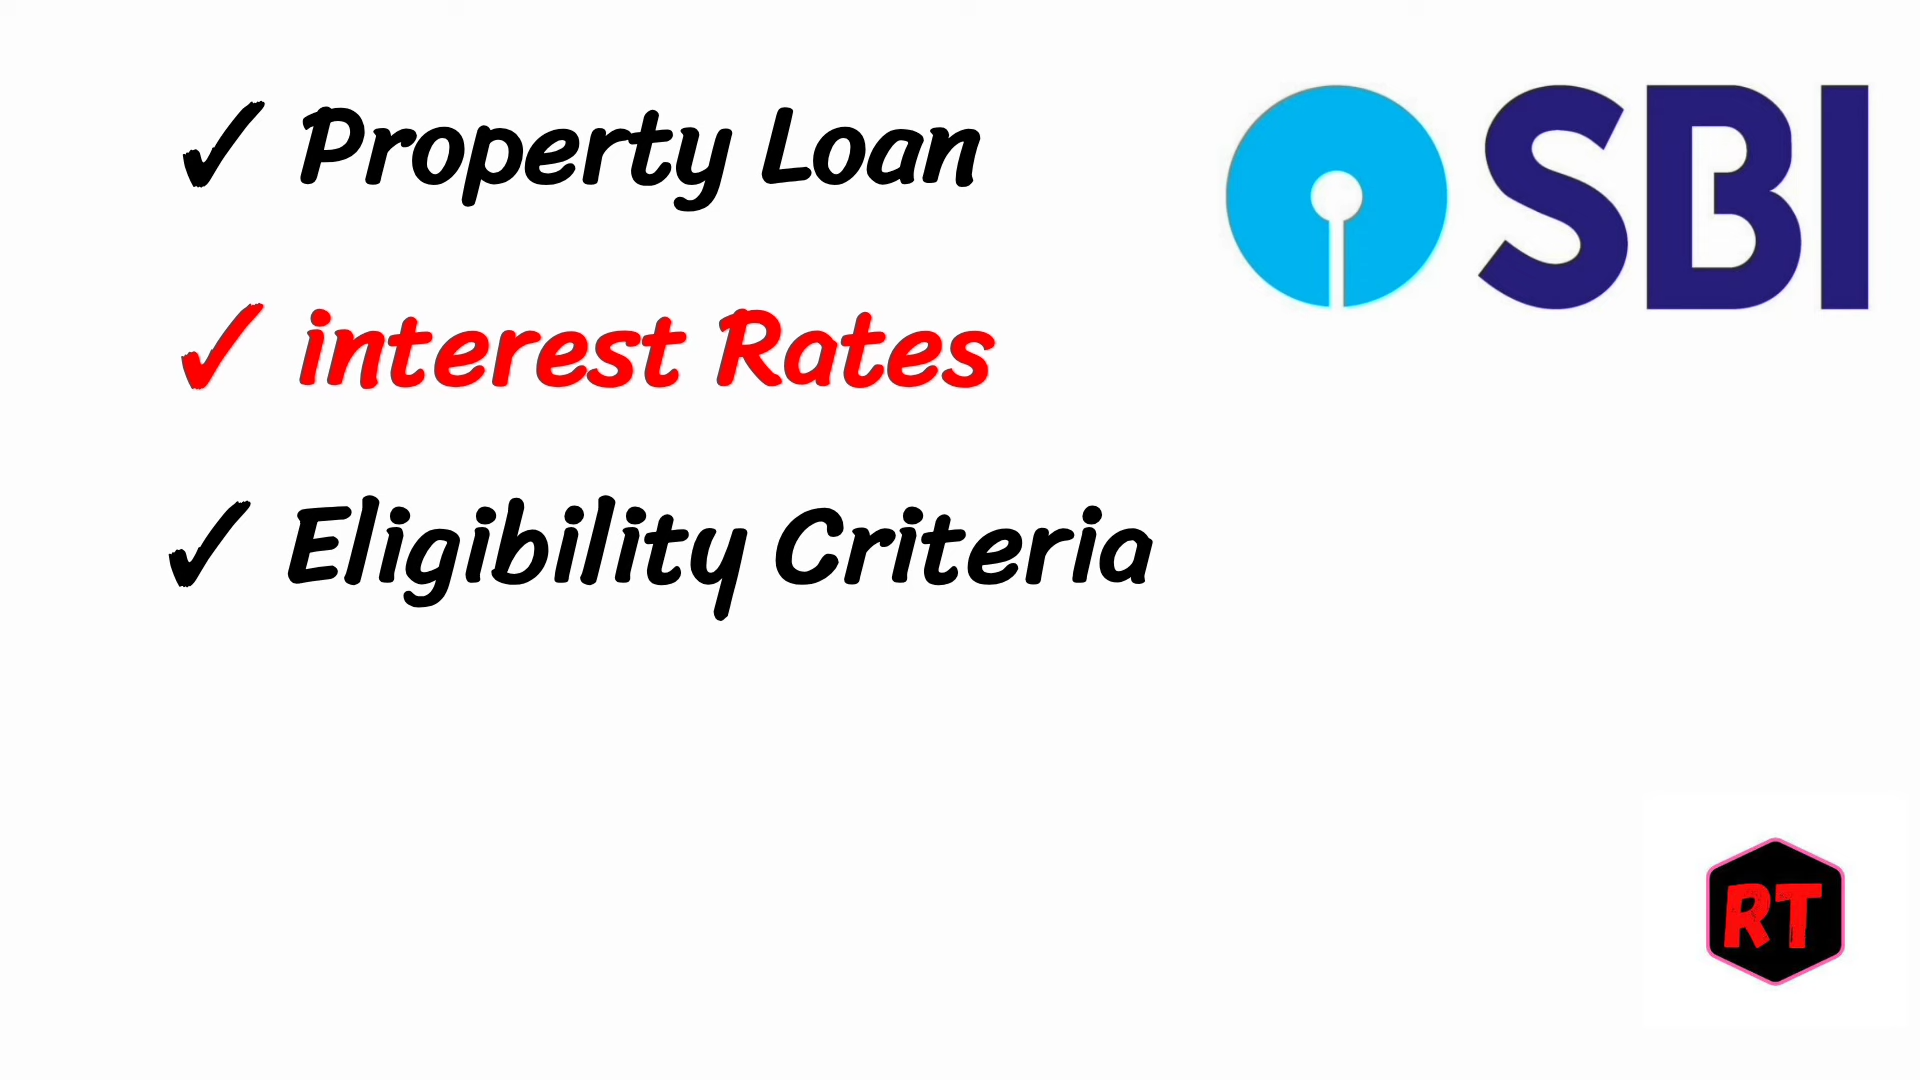 ✓ Property Loan
SBI
✓ interest Rates
✓ Eligibility Criteria
RT